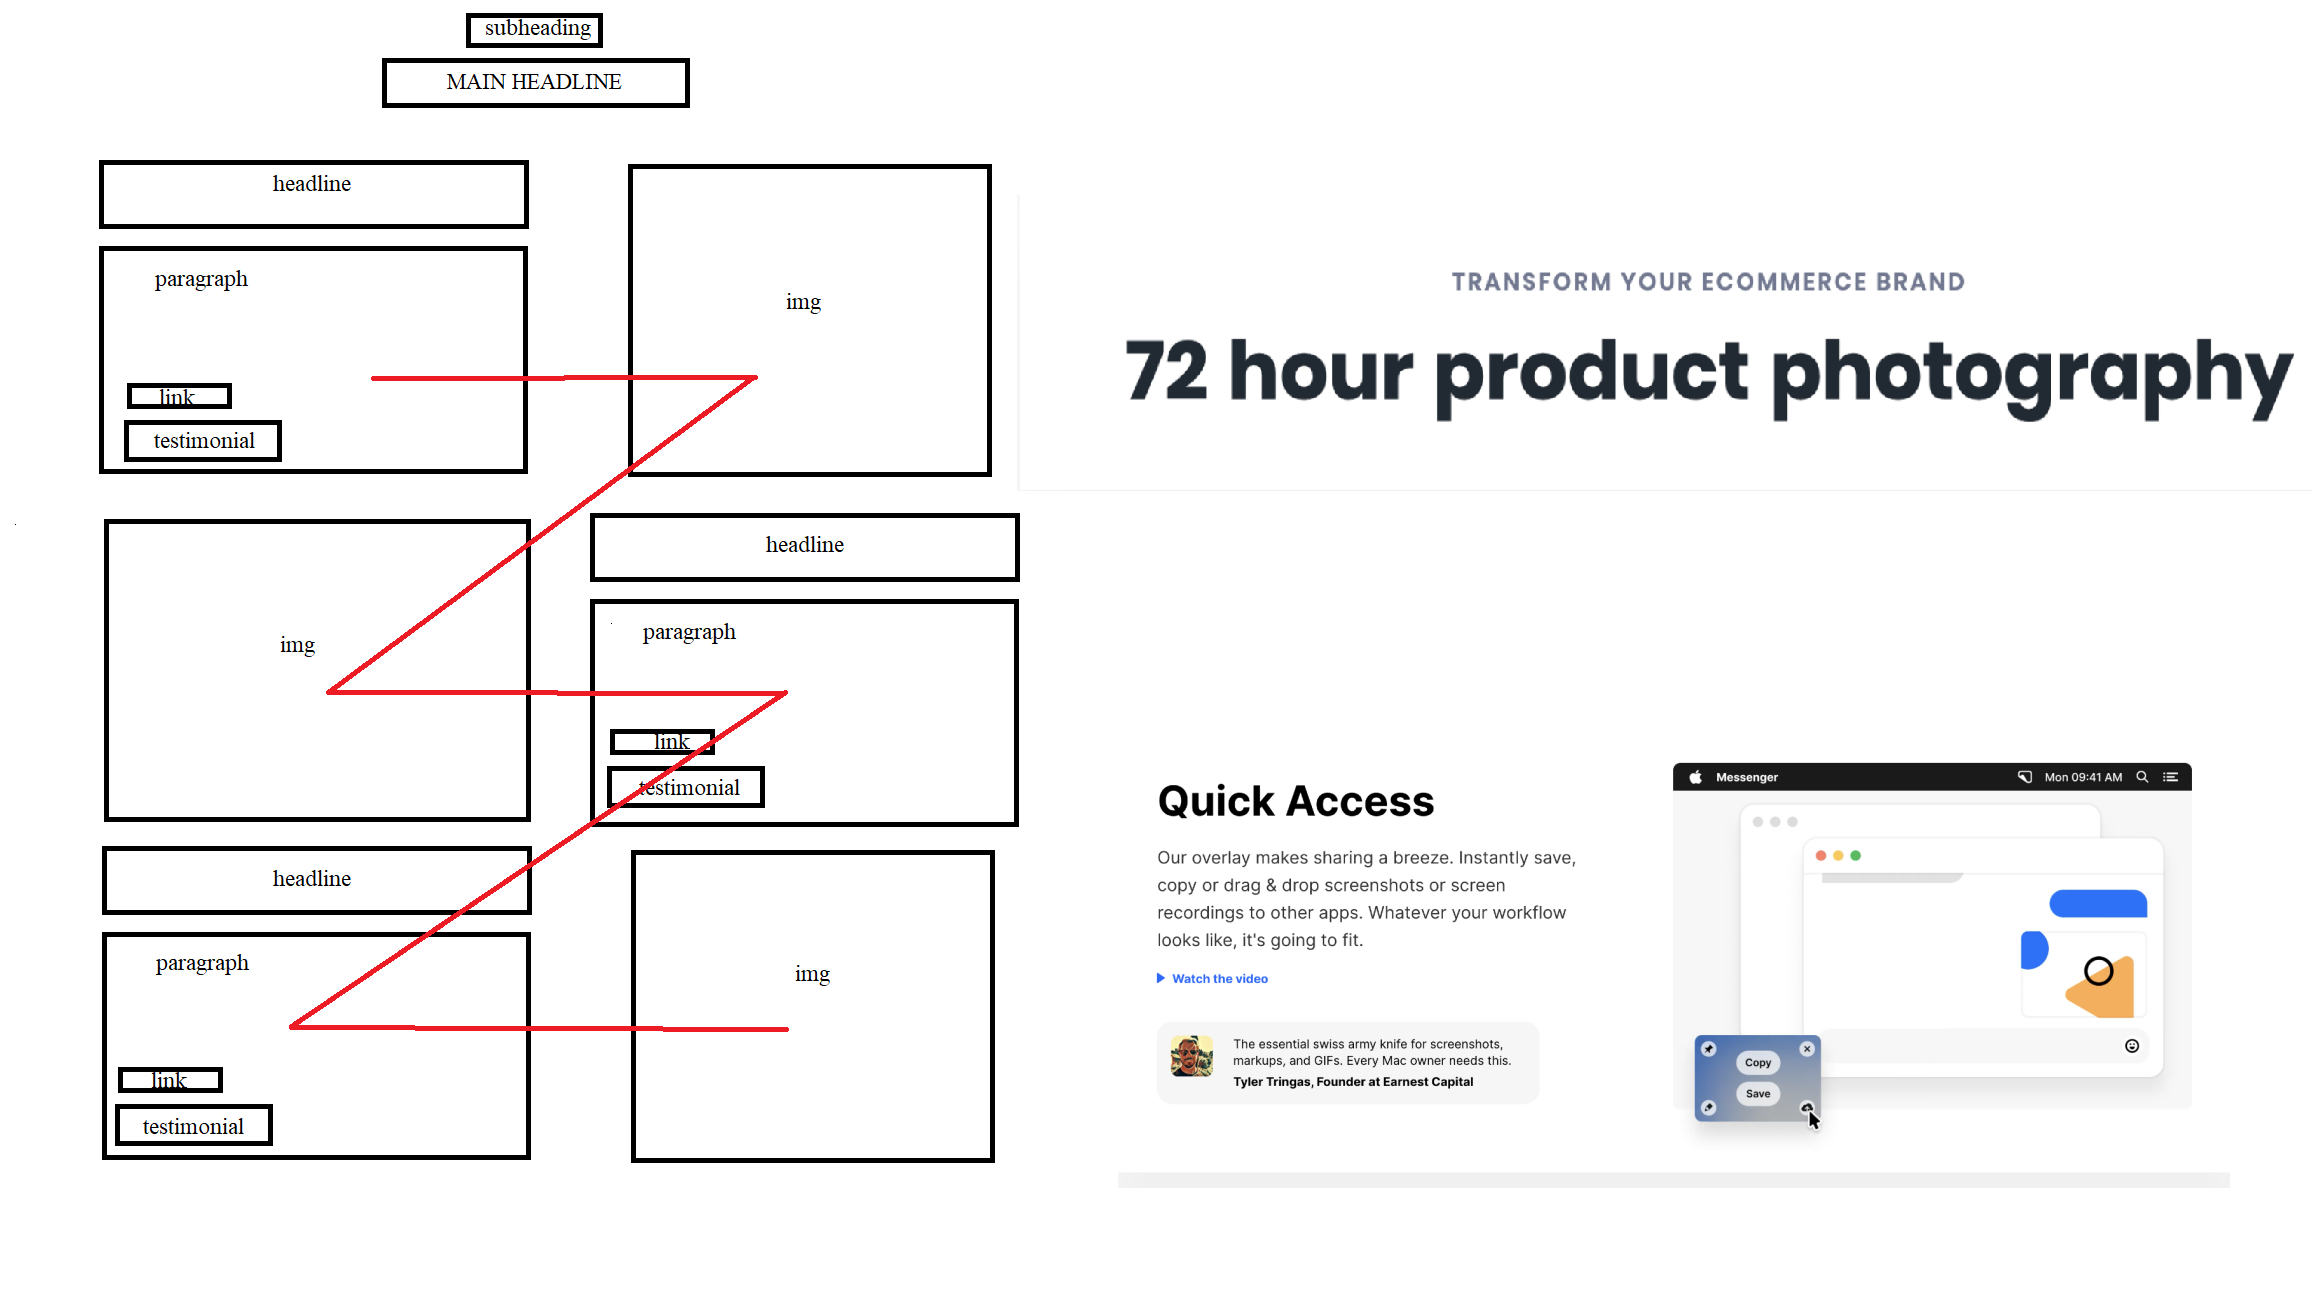 subheading
MAIN HEADLINE
headline
paragraph
link
testimonial
img
img
headline
paragraph
link
testimonial
headline
paragraph
link
testimonial
img
TRANSFORM YOUR ECOMMERCE BRAND
72 hour product photography
Quick Access
Our overlay makes sharing a breeze. Instantly save,
copy or drag & drop screenshots or screen
recordings to other apps. Whatever your workflow
looks like, it's going to fit.
Watch the video
The essential swiss army knife for screenshots,
markups, and GIFs. Every Mac owner needs this.
Tyler Tringas, Founder at Earnest Capital
Messenger
Mon 09:41 AM
Copy
Save